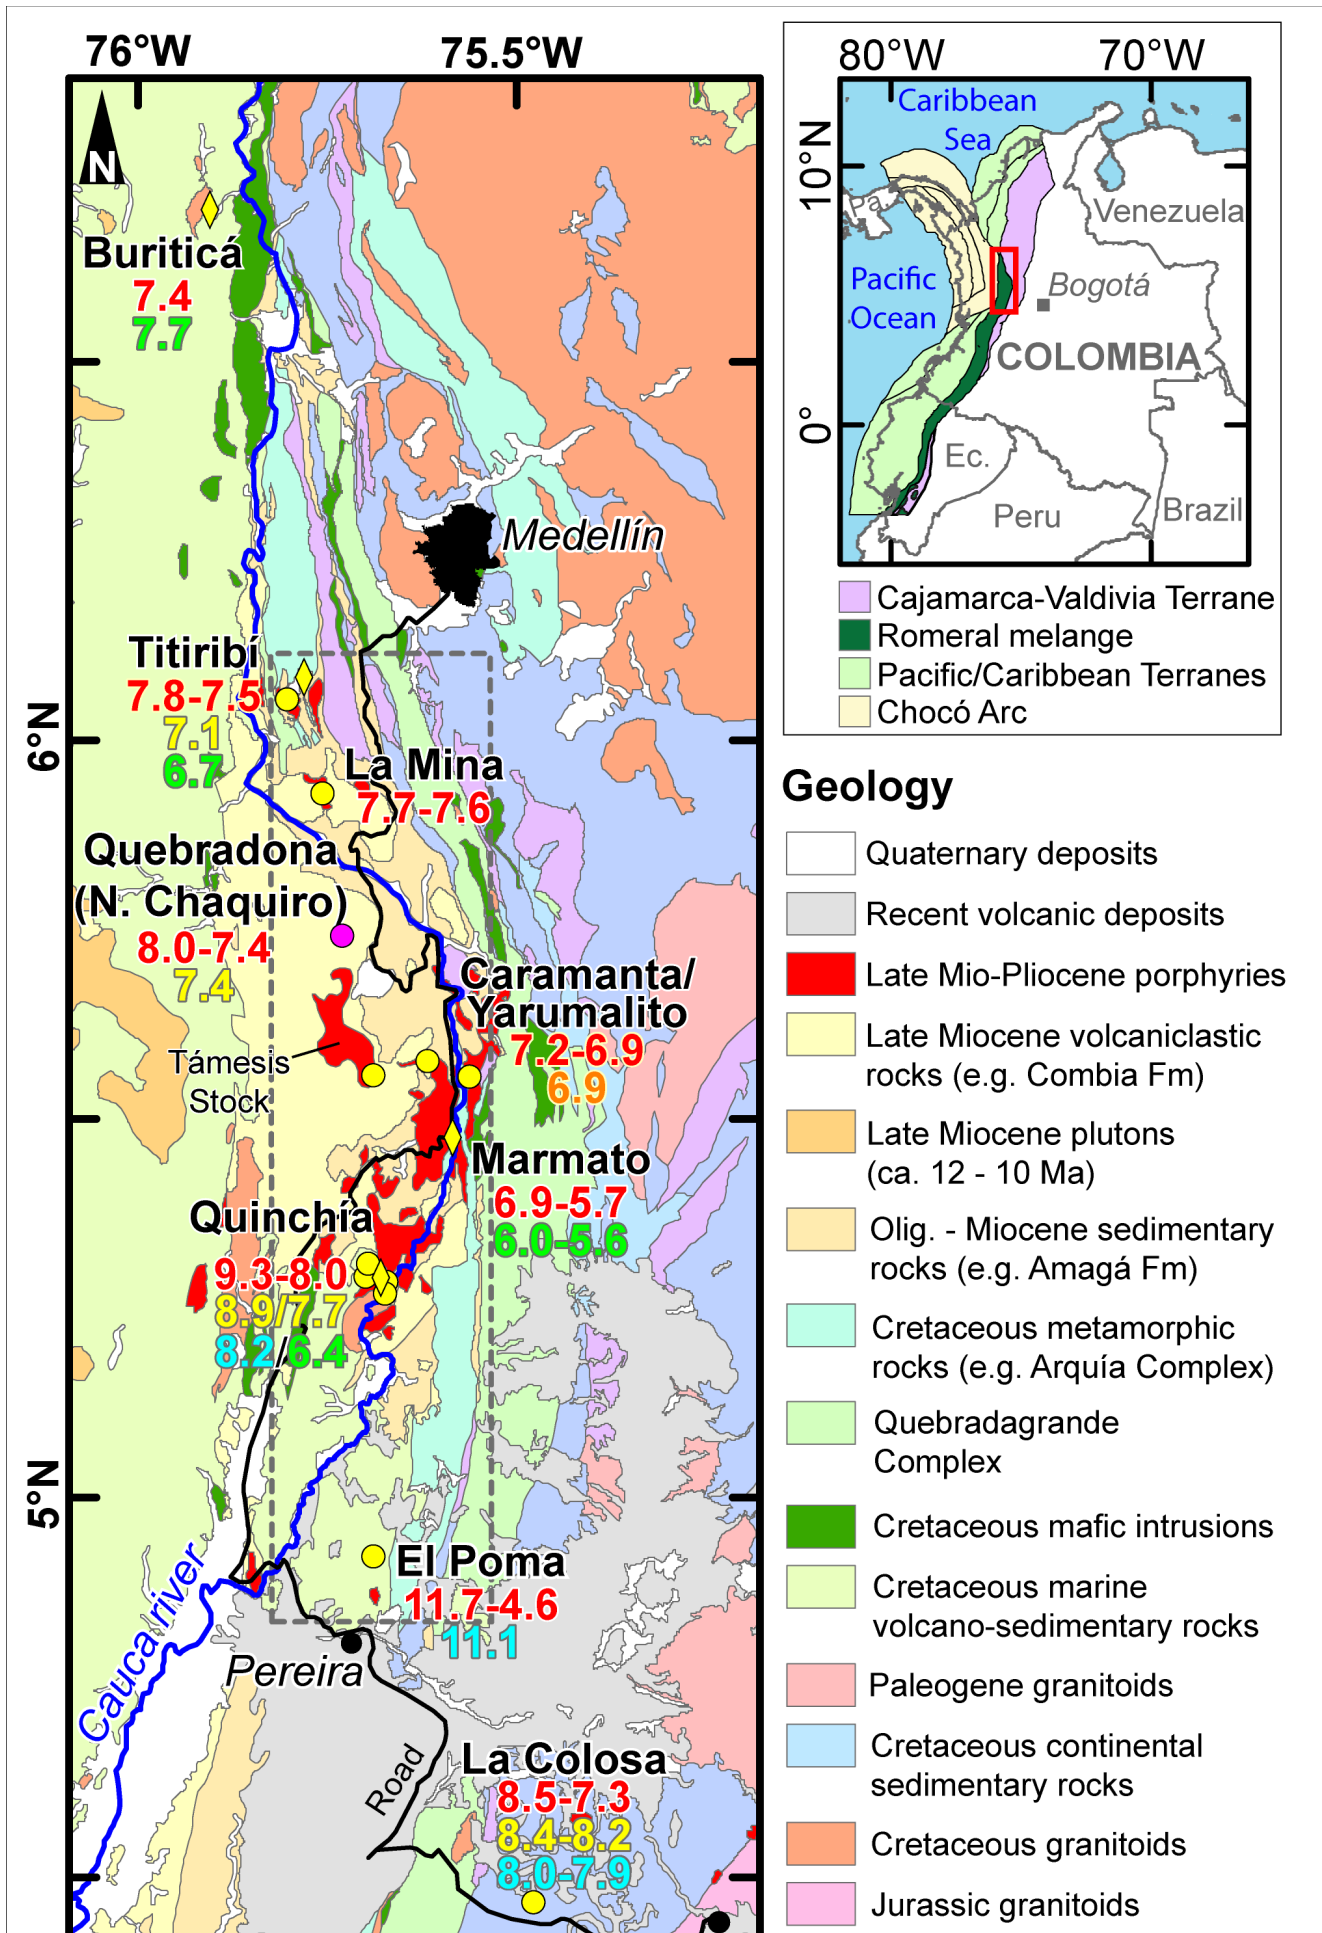 76°W
75.5°W
N
Buriticá
7.4
7.7
Medellín
Titiribí
7.8-7.5
7.1
6.7
6°N
La Mina
7.7-7.6
Quebradona
(N. Chaquiro)
8.0-7.4
7.4
Caramanta/
Yarumalito
7.2-6.9
6.9
Támesis
Stock
Marmato
6.9-5.7
6.0-5.6
Quinchía
9.3-8.0
8.9/7.7
8.2/6.4
5°N
El Poma
11.7-4.6
11.1
Cauca river
Pereira
Road
La Colosa
8.5-7.3
8.4-8.2
8.0-7.9
80°W
70°W
10°N
0°
Caribbean
Sea
Pa.
Venezuela
Pacific
Ocean
Bogotá
COLOMBIA
Ec.
Peru
Brazil
Cajamarca-Valdivia Terrane
Romeral melange
Pacific/Caribbean Terranes
Chocó Arc
Geology
Quaternary deposits
Recent volcanic deposits
Late Mio-Pliocene porphyries
Late Miocene volcaniclastic
rocks (e.g. Combia Fm)
Late Miocene plutons
(ca. 12 - 10 Ma)
Olig. - Miocene sedimentary
rocks (e.g. Amagá Fm)
Cretaceous metamorphic
rocks (e.g. Arquía Complex)
Quebradagrande
Complex
Cretaceous mafic intrusions
Cretaceous marine
volcano-sedimentary rocks
Paleogene granitoids
Cretaceous continental
sedimentary rocks
Cretaceous granitoids
Jurassic granitoids